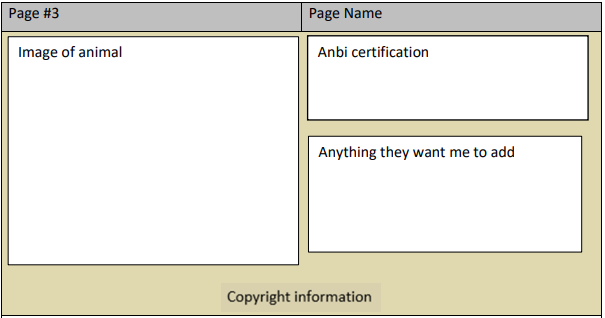 Page #3
Page Name
Image of animal
Anbi certification
Anything they want me to add
Copyright information